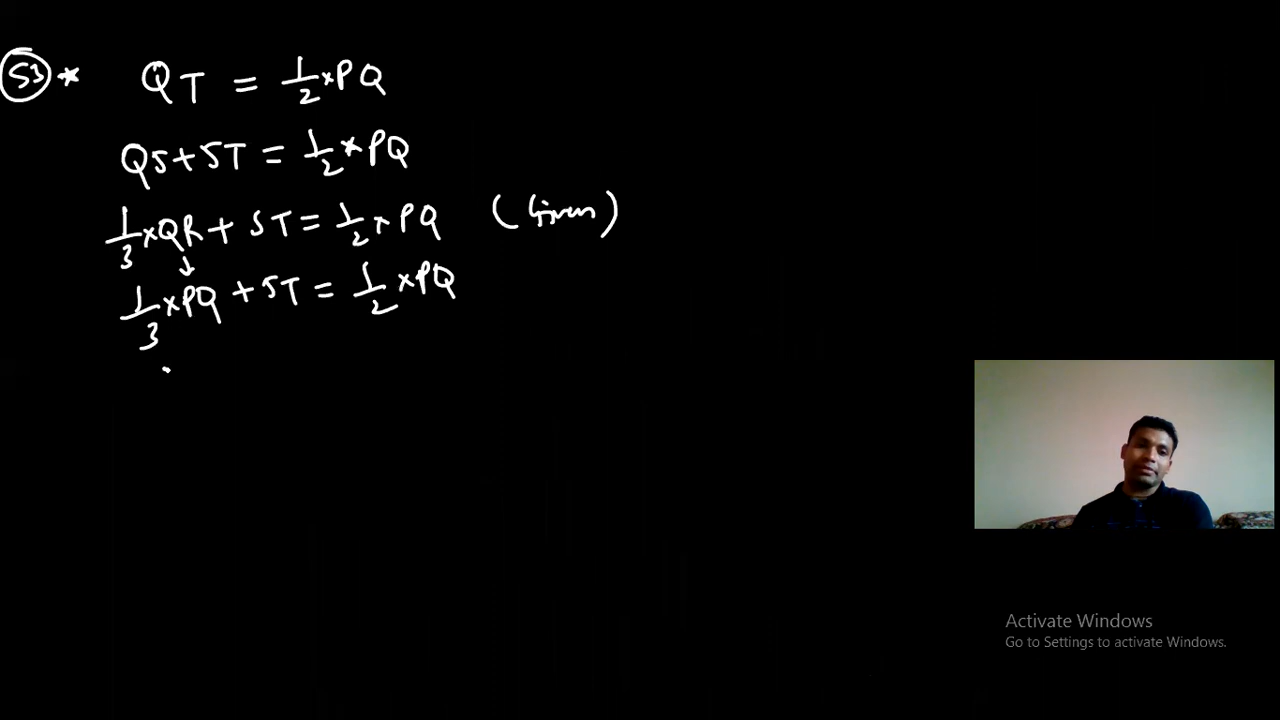 S3 * QT = 1/2 × PQ
QS + ST = 1/2 × PQ
1/3 × QR + ST = 1/2 × PQ (Given)
↓
1/3 × PQ + ST = 1/2 × PQ
Activate Windows
Go to Settings to activate Windows.